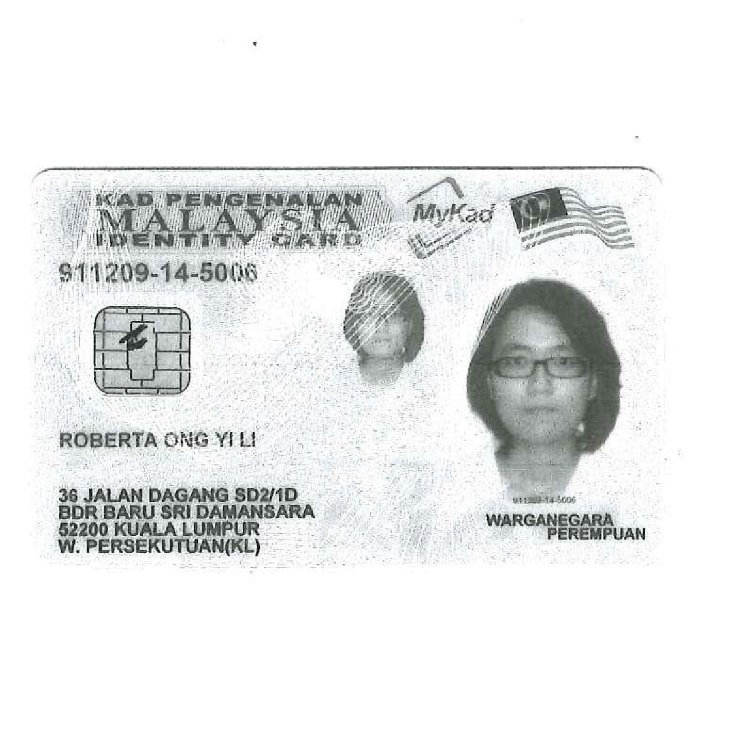 KAD PENGENALAN
MALAYSIA
IDENTITY CARD
MyKad
911209-14-5006
ROBERTA ONG YI LI
36 JALAN DAGANG SD2/1D
BDR BARU SRI DAMANSARA
52200 KUALA LUMPUR
W. PERSEKUTUAN(KL)
911209-14-5006
WARGANEGARA
PEREMPUAN